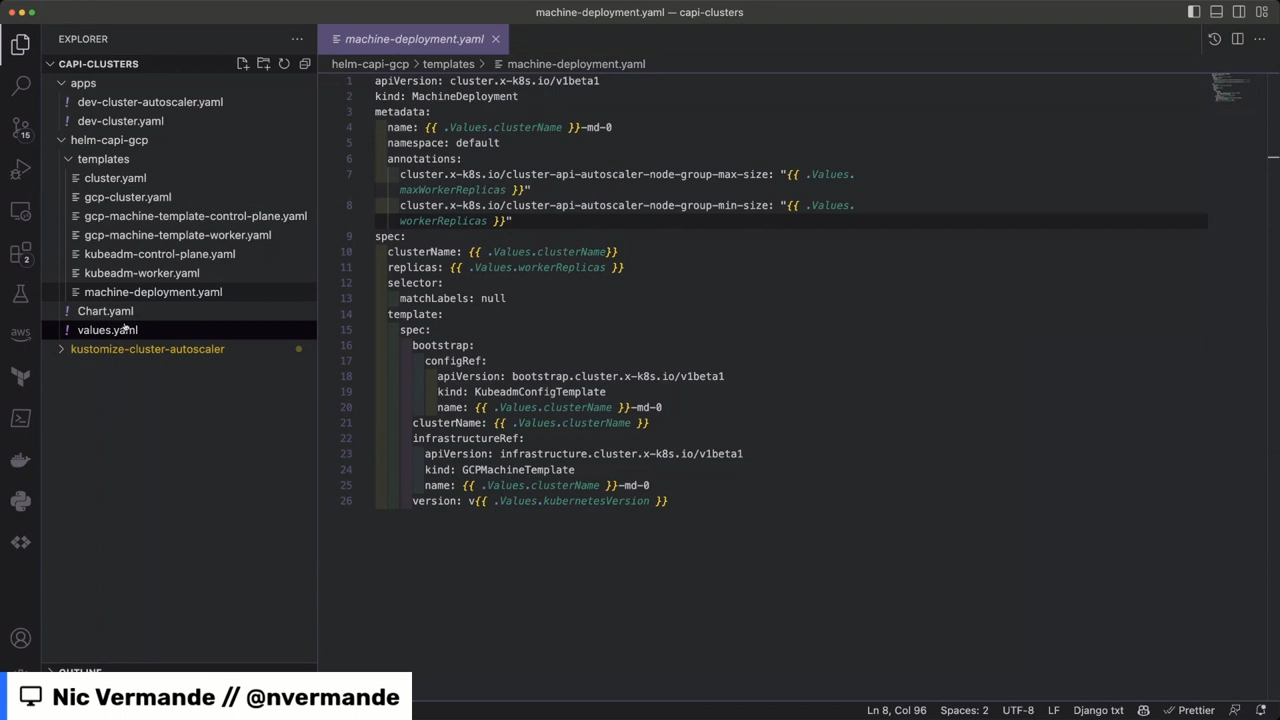 machine-deployment.yaml — capi-clusters
EXPLORER
CAPI-CLUSTERS
apps
! dev-cluster-autoscaler.yaml
! dev-cluster.yaml
helm-capi-gcp
templates
cluster.yaml
gcp-cluster.yaml
gcp-machine-template-control-plane.yaml
gcp-machine-template-worker.yaml
kubeadm-control-plane.yaml
kubeadm-worker.yaml
machine-deployment.yaml
! Chart.yaml
! values.yaml
kustomize-cluster-autoscaler
15
2
aws
machine-deployment.yaml
helm-capi-gcp > templates > machine-deployment.yaml
1 apiVersion: cluster.x-k8s.io/v1beta1
2 kind: MachineDeployment
3 metadata:
4 name: {{ .Values.clusterName }}-md-0
5 namespace: default
6 annotations:
7 cluster.x-k8s.io/cluster-api-autoscaler-node-group-max-size: "{{ .Values.
maxWorkerReplicas }}"
8 cluster.x-k8s.io/cluster-api-autoscaler-node-group-min-size: "{{ .Values.
workerReplicas }}"
9 spec:
10 clusterName: {{ .Values.clusterName}}
11 replicas: {{ .Values.workerReplicas }}
12 selector:
13 matchLabels: null
14 template:
15 spec:
16 bootstrap:
17 configRef:
18 apiVersion: bootstrap.cluster.x-k8s.io/v1beta1
19 kind: KubeadmConfigTemplate
20 name: {{ .Values.clusterName }}-md-0
21 clusterName: {{ .Values.clusterName }}
22 infrastructureRef:
23 apiVersion: infrastructure.cluster.x-k8s.io/v1beta1
24 kind: GCPMachineTemplate
25 name: {{ .Values.clusterName }}-md-0
26 version: v{{ .Values.kubernetesVersion }}
OUTLINE
Nic Vermande // @nvermande
Ln 8, Col 96 Spaces: 2 UTF-8 LF Django txt Prettier